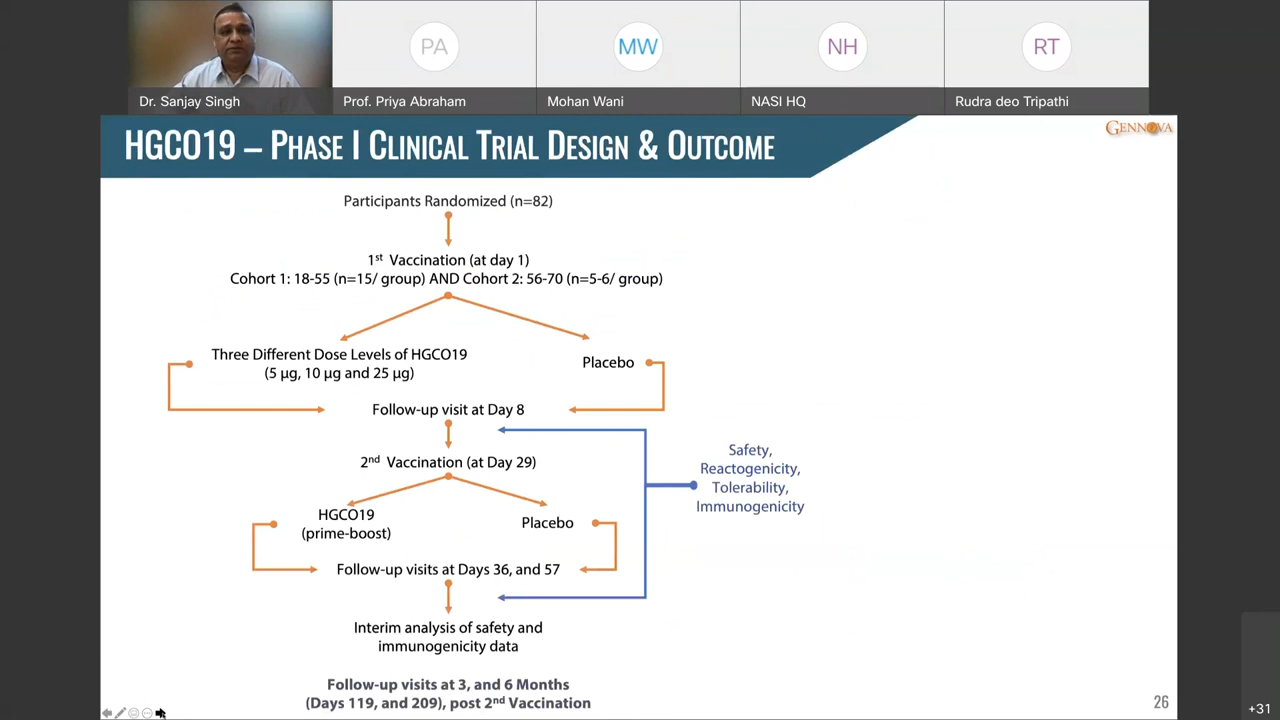 PA
MW
NH
RT
Dr. Sanjay Singh
Prof. Priya Abraham
Mohan Wani
NASI HQ
Rudra deo Tripathi
HGCO19 – PHASE I CLINICAL TRIAL DESIGN & OUTCOME
GENNOVA
Participants Randomized (n=82)
1st Vaccination (at day 1)
Cohort 1: 18-55 (n=15/ group) AND Cohort 2: 56-70 (n=5-6/ group)
Three Different Dose Levels of HGCO19
(5 μg, 10 μg and 25 μg)
Placebo
Follow-up visit at Day 8
2nd Vaccination (at Day 29)
HGCO19
(prime-boost)
Placebo
Follow-up visits at Days 36, and 57
Interim analysis of safety and
immunogenicity data
Safety,
Reactogenicity,
Tolerability,
Immunogenicity
Follow-up visits at 3, and 6 Months
(Days 119, and 209), post 2nd Vaccination
26
+31